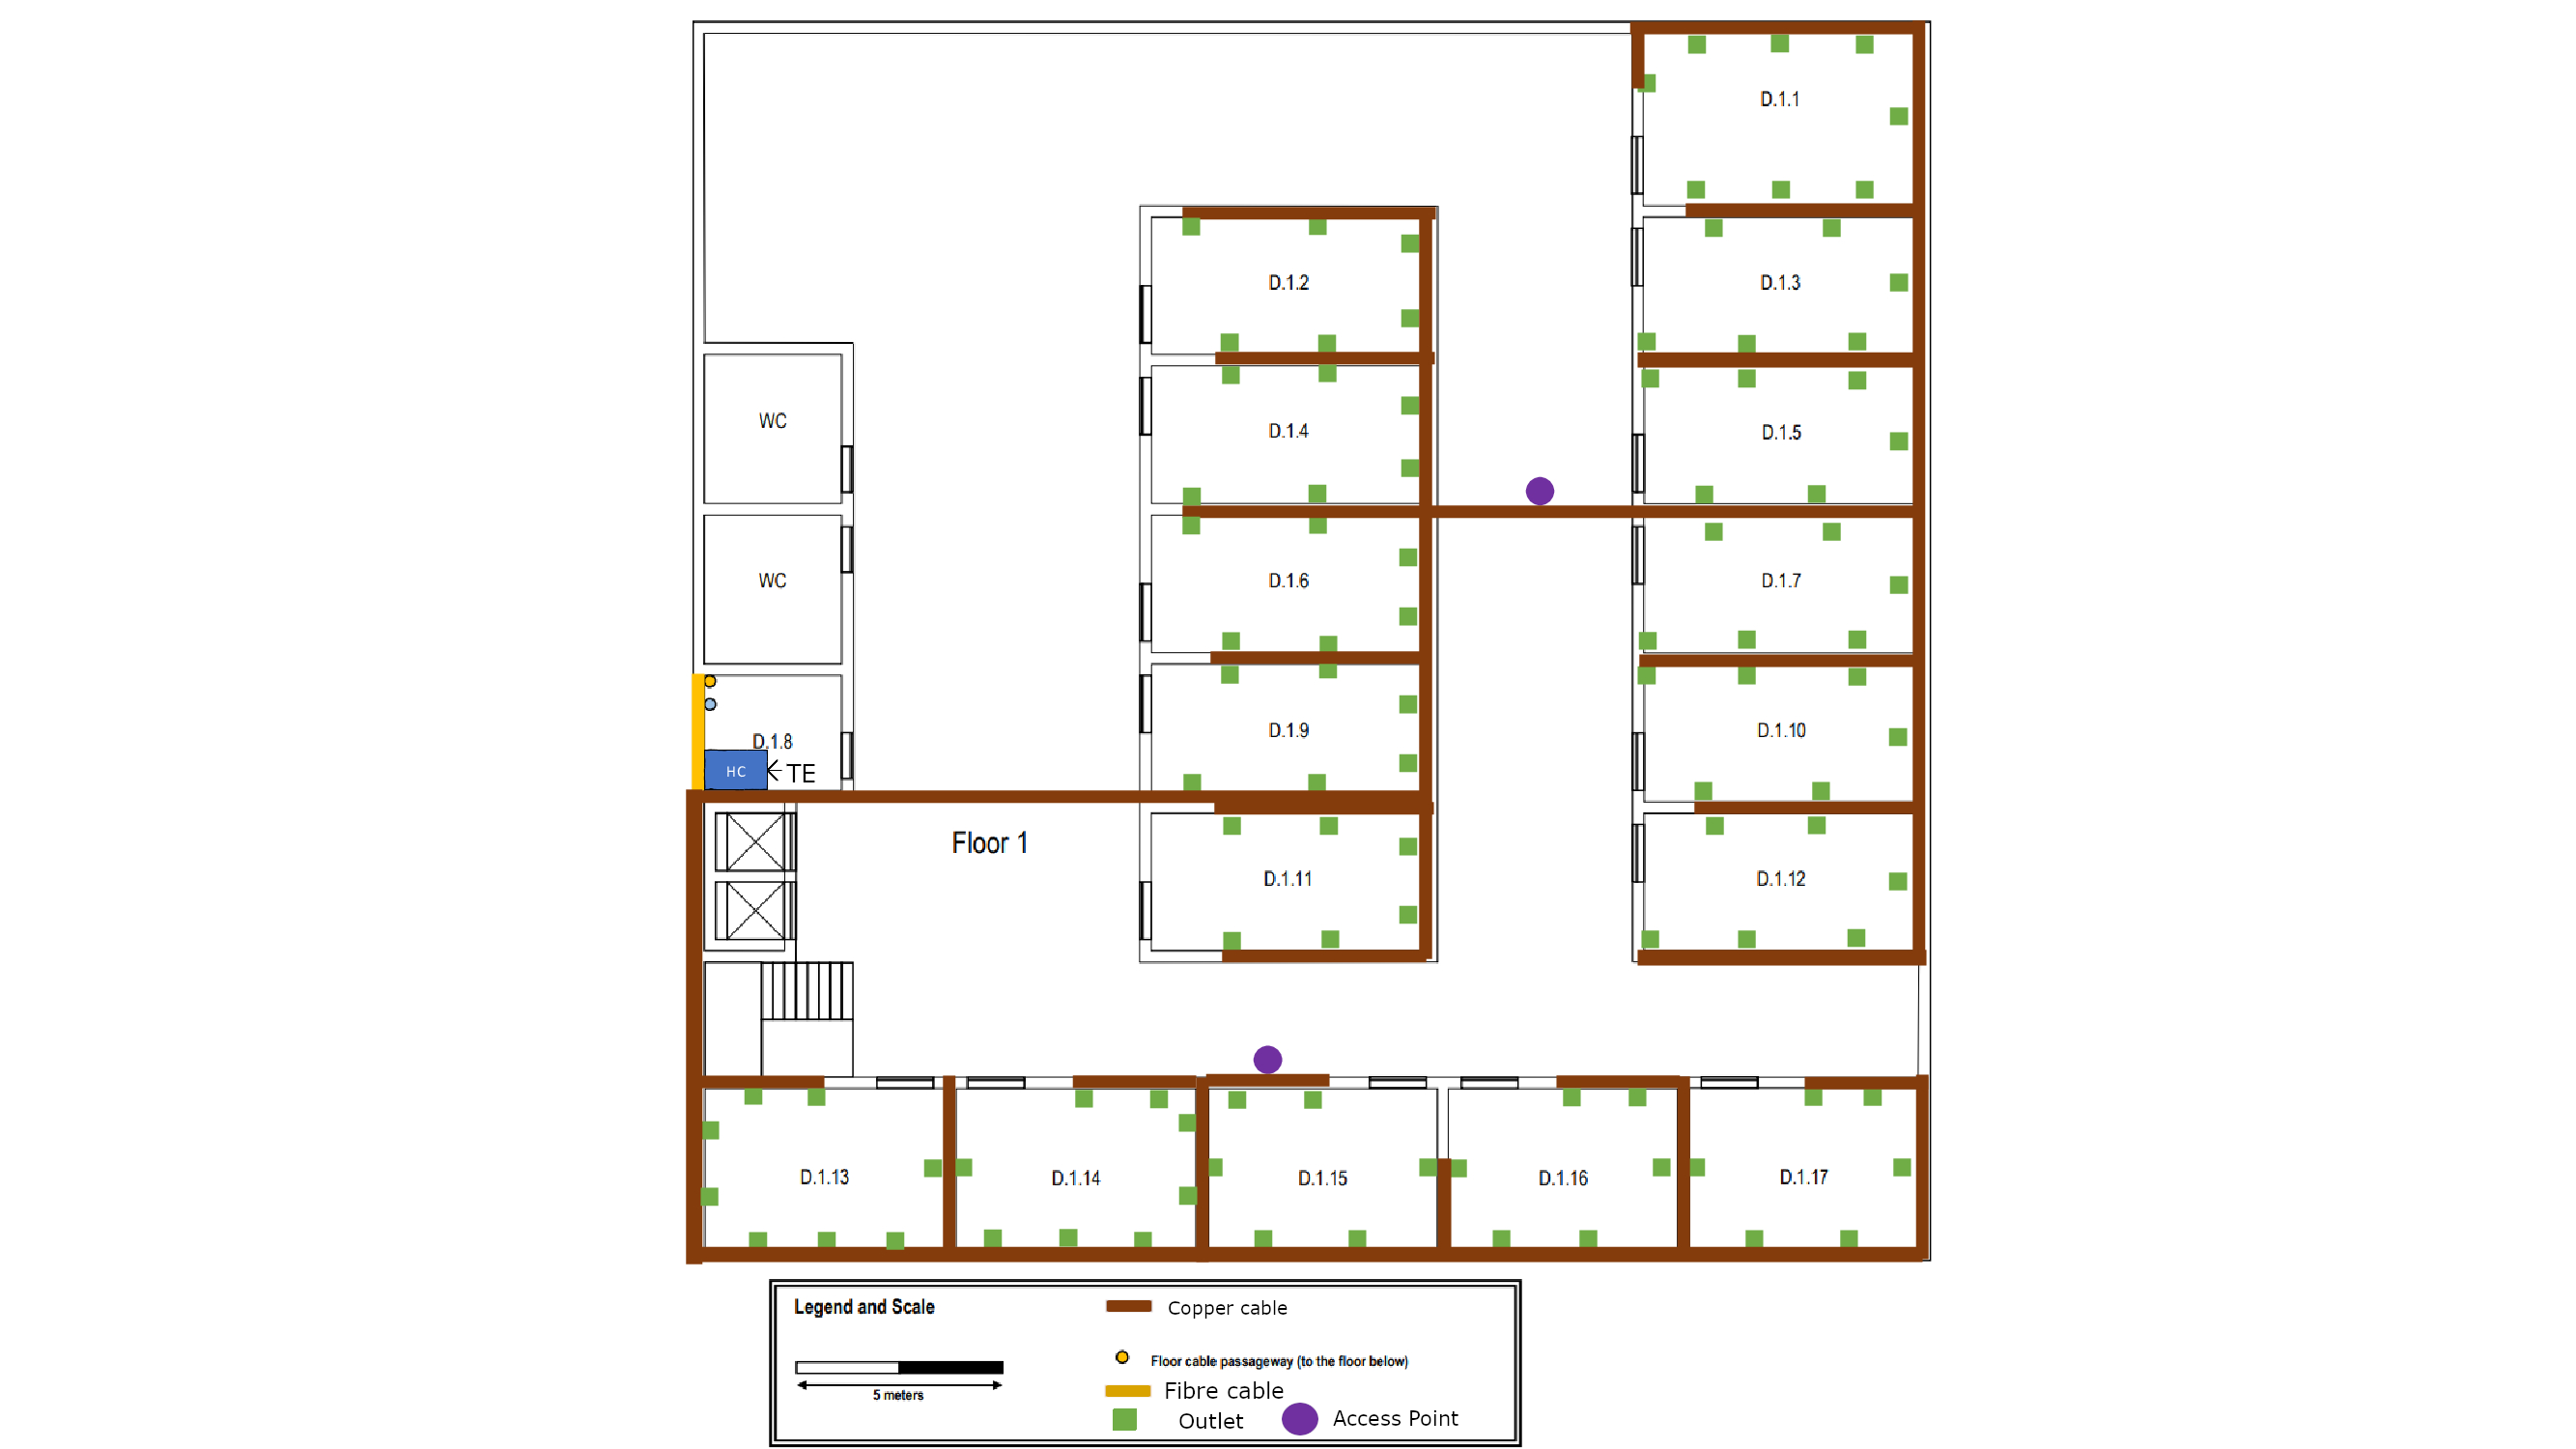 D.1.1
D.1.2
D.1.3
WC
D.1.4
D.1.5
WC
D.1.6
D.1.7
D.1.8
D.1.9
D.1.10
HC
←TE
Floor 1
D.1.11
D.1.12
D.1.13
D.1.14
D.1.15
D.1.16
D.1.17
Legend and Scale
Copper cable
Floor cable passageway (to the floor below)
5 meters
Fibre cable
Outlet
Access Point